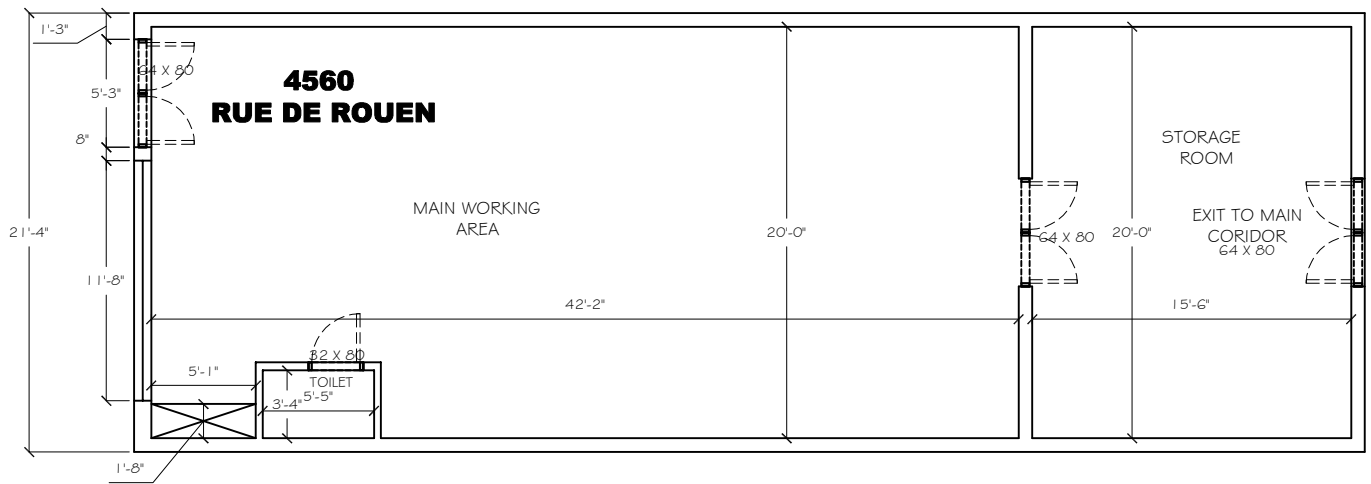 1'-3"
64 X 80
4560
RUE DE ROUEN
5'-3"
8"
STORAGE
ROOM
MAIN WORKING
AREA
21'-4"
20'-0"
64 X 80
20'-0"
EXIT TO MAIN
CORIDOR
64 X 80
11'-8"
42'-2"
15'-6"
32 X 80
5'-1"
TOILET
5'-5"
3'-4"
1'-8"